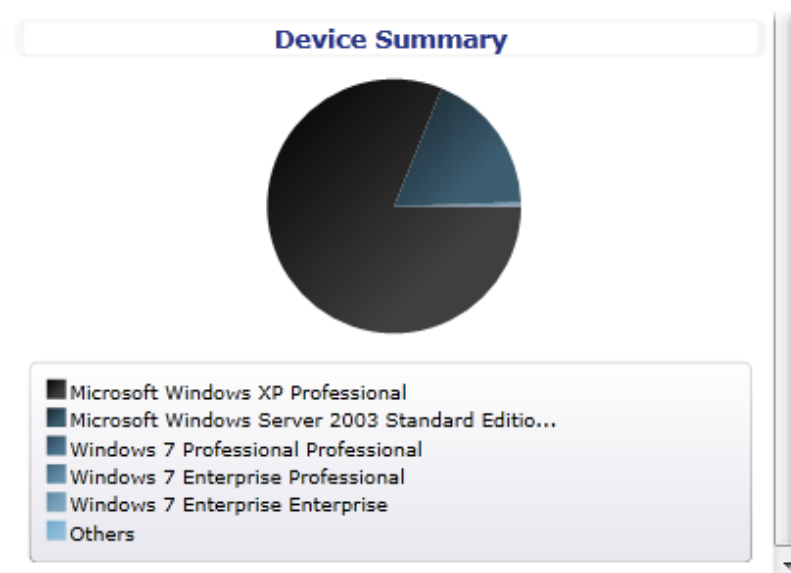 Device Summary
Microsoft Windows XP Professional
Microsoft Windows Server 2003 Standard Editio...
Windows 7 Professional Professional
Windows 7 Enterprise Professional
Windows 7 Enterprise Enterprise
Others